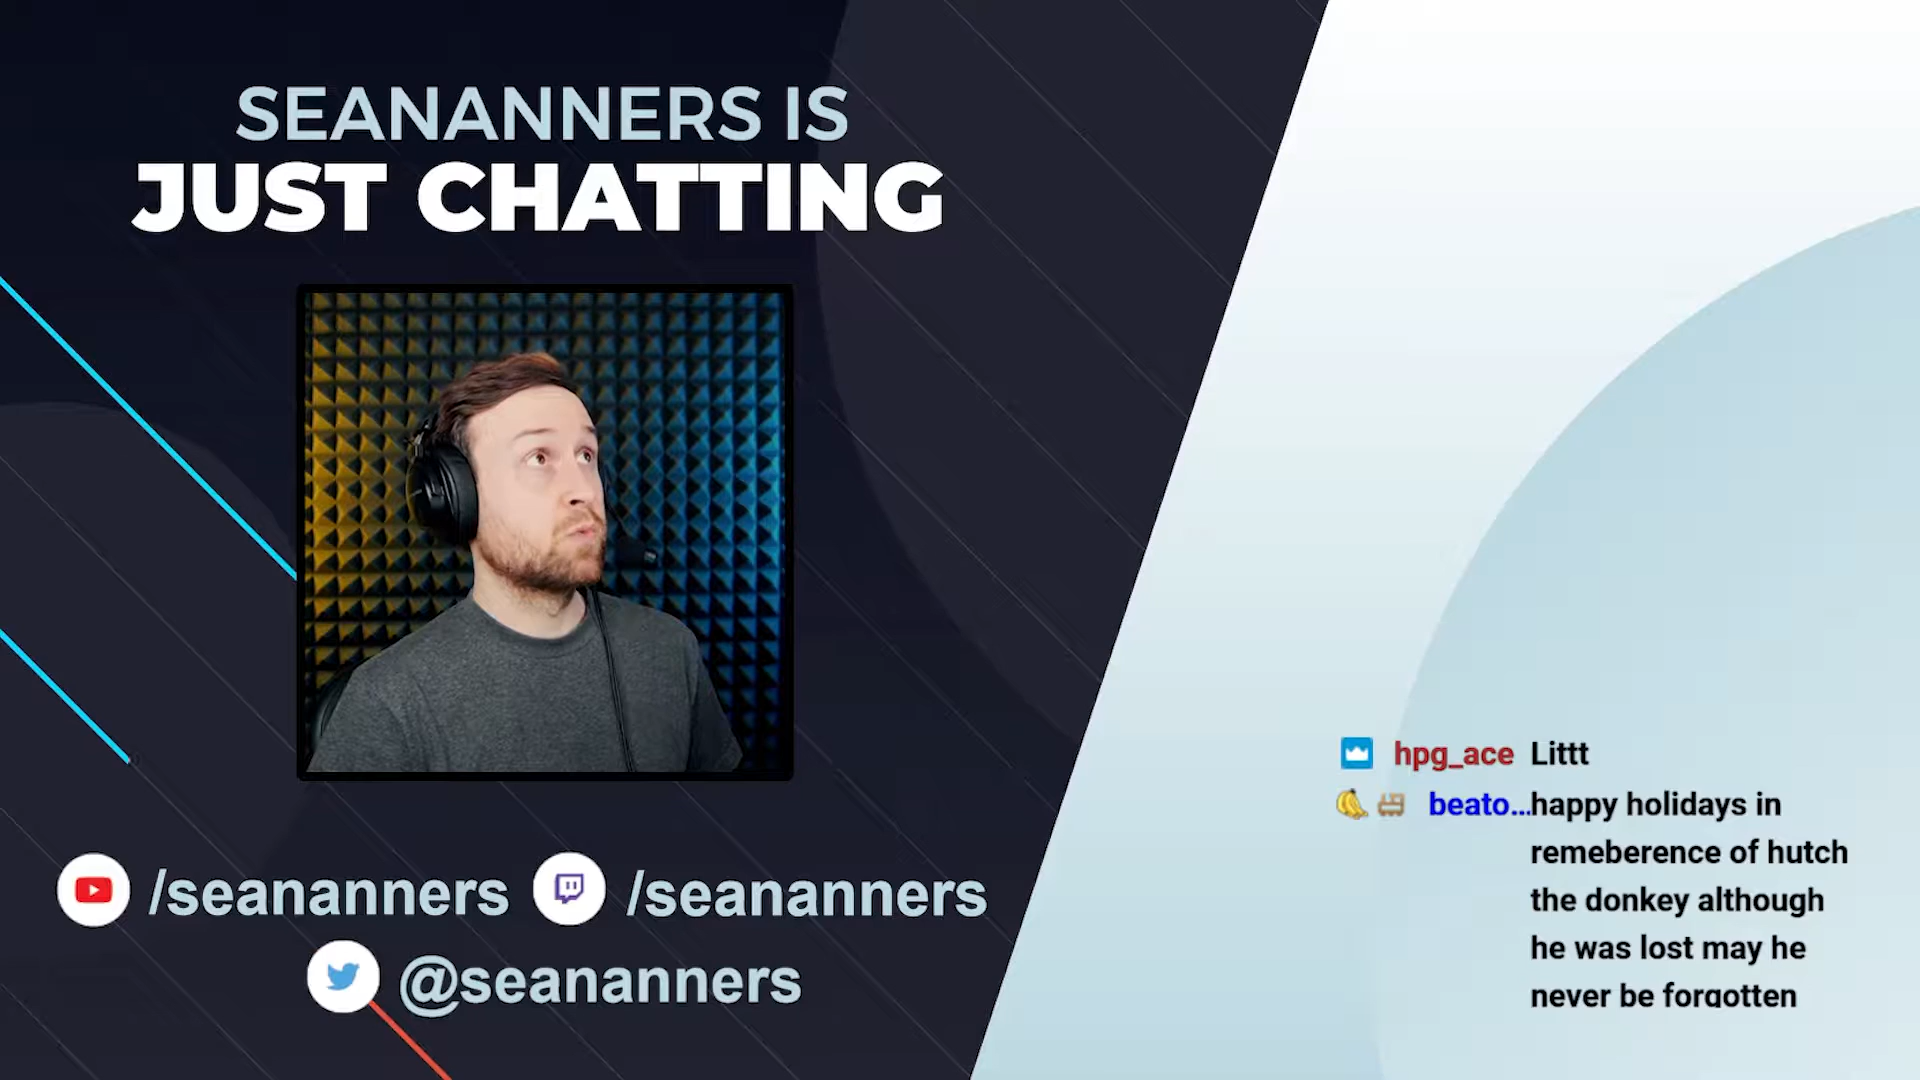 SEANANNERS IS
JUST CHATTING
/seananners /seananners
@seananners
hpg_ace Littt
beato... happy holidays in
remeberence of hutch
the donkey although
he was lost may he
never be forgotten